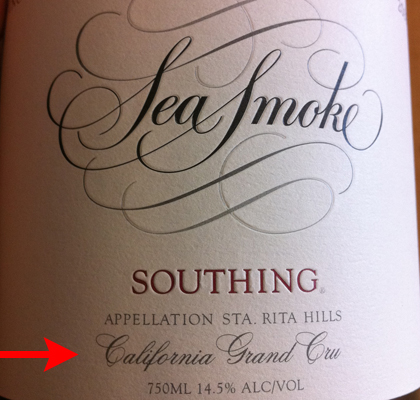 Sea Smoke
SOUTHING®
APPELLATION STA. RITA HILLS
California Grand Cru
750ML 14.5% ALC/VOL